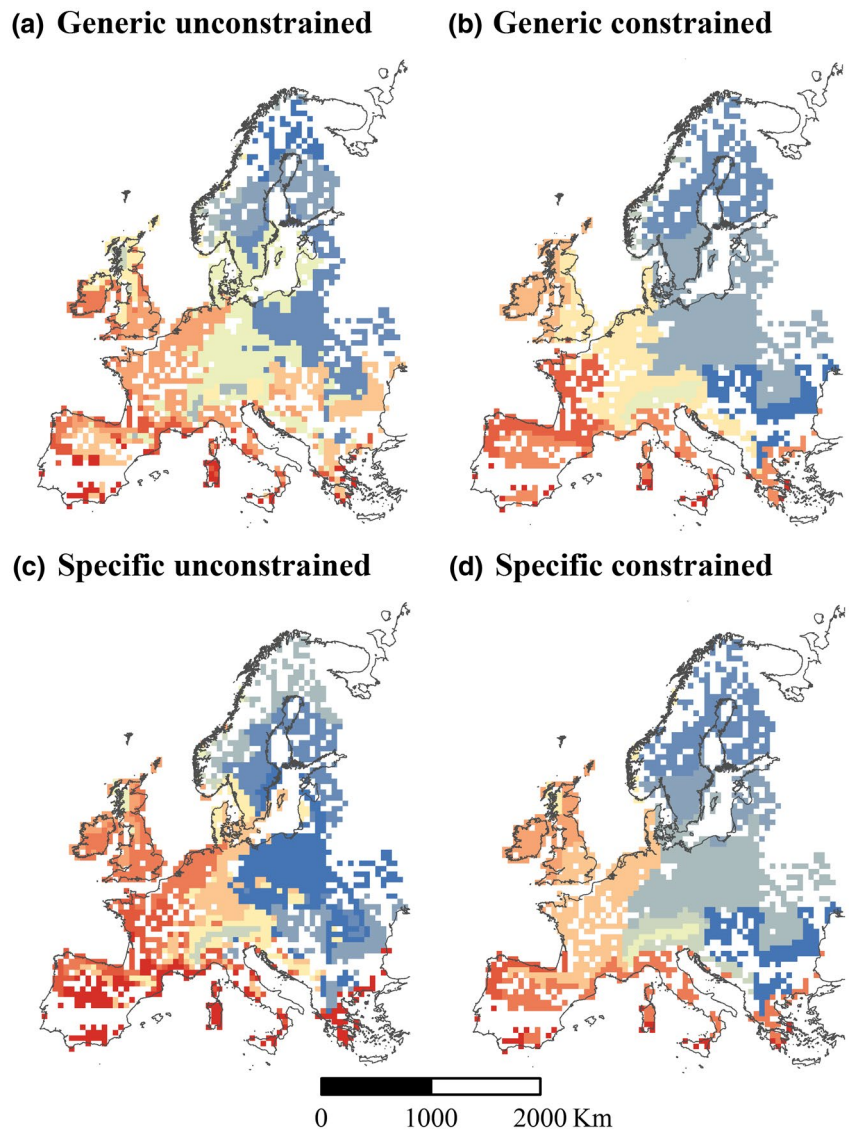 (a) Generic unconstrained
(b) Generic constrained
(c) Specific unconstrained
(d) Specific constrained
0 1000 2000 Km